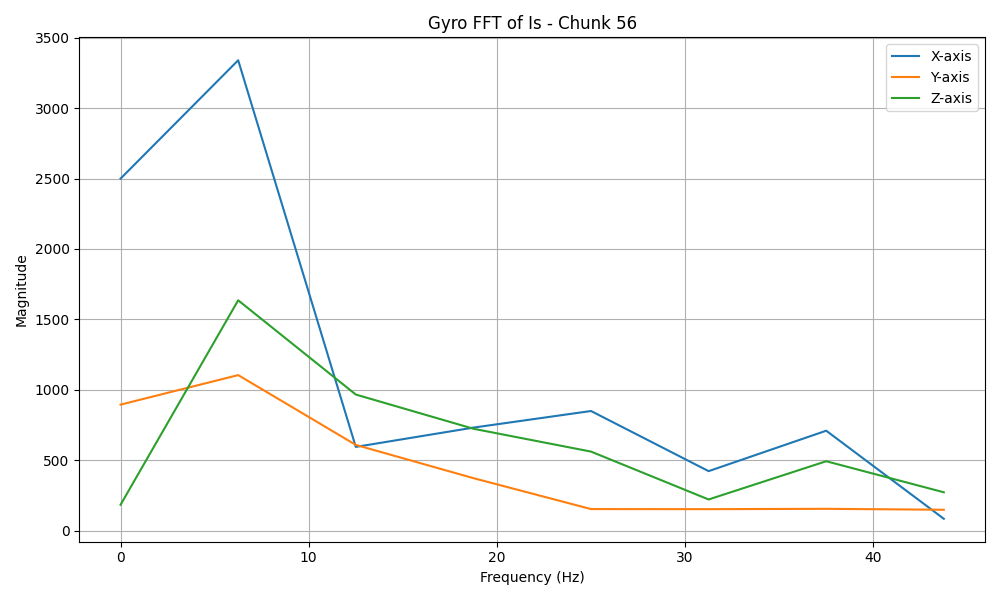 Gyro FFT of Is - Chunk 56
3500
3000
2500
2000
1500
1000
500
0
Magnitude
X-axis
Y-axis
Z-axis
0 10 20 30 40
Frequency (Hz)